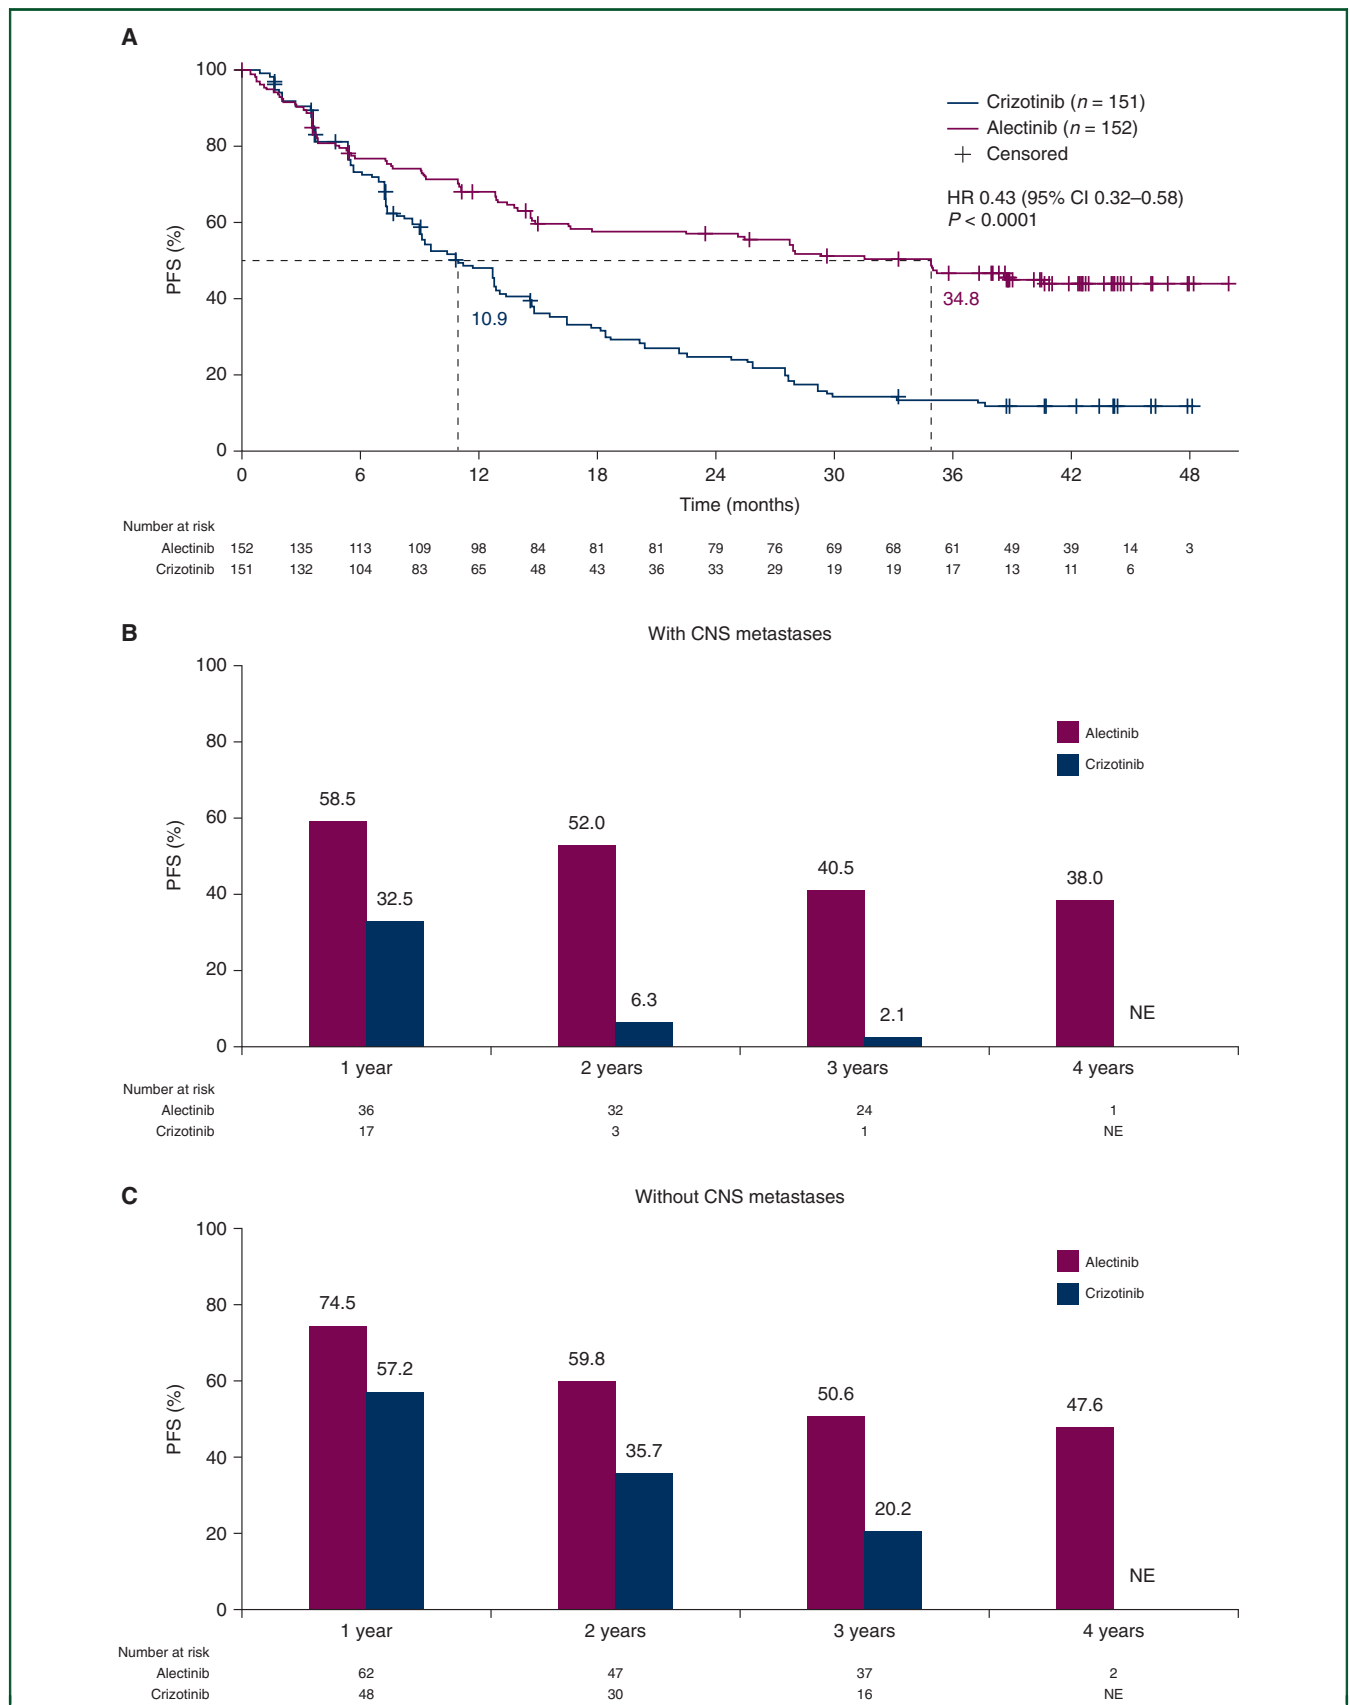 A
100
80
60
40
20
0
PFS (%)
Crizotinib (n = 151)
Alectinib (n = 152)
Censored
HR 0.43 (95% CI 0.32–0.58)
P < 0.0001
10.9
34.8
0 6 12 18 24 30 36 42 48
Time (months)
Number at risk
Alectinib 152 135 113 109 98 84 81 81 79 76 69 68 61 49 39 14 3
Crizotinib 151 132 104 83 65 48 43 36 33 29 19 19 17 13 11 6
B
With CNS metastases
100
80
60
40
20
0
PFS (%)
Alectinib
Crizotinib
58.5
32.5
52.0
6.3
40.5
2.1
38.0
NE
1 year 2 years 3 years 4 years
Number at risk
Alectinib 36 32 24 1
Crizotinib 17 3 1 NE
C
Without CNS metastases
100
80
60
40
20
0
PFS (%)
Alectinib
Crizotinib
74.5
57.2
59.8
35.7
50.6
20.2
47.6
NE
1 year 2 years 3 years 4 years
Number at risk
Alectinib 62 47 37 2
Crizotinib 48 30 16 NE